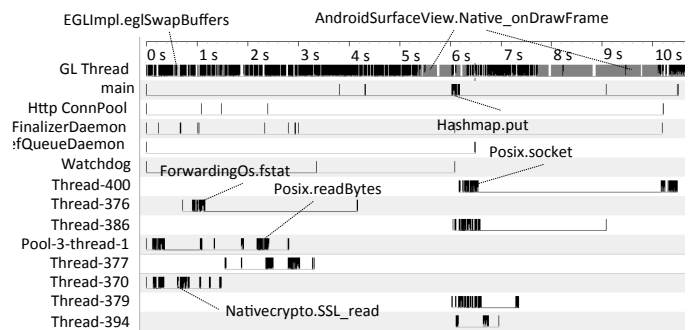 EGLImpl.eglSwapBuffers
AndroidSurfaceView.Native_onDrawFrame
0 s 1 s 2 s 3 s 4 s 5 s 6 s 7 s 8 s 9 s 10 s
GL Thread
main
Http ConnPool
FinalizerDaemon
Hashmap.put
efQueueDaemon
Posix.socket
Watchdog
ForwardingOs.fstat
Thread-400
Posix.readBytes
Thread-376
Thread-386
Pool-3-thread-1
Thread-377
Thread-370
Nativecrypto.SSL_read
Thread-379
Thread-394